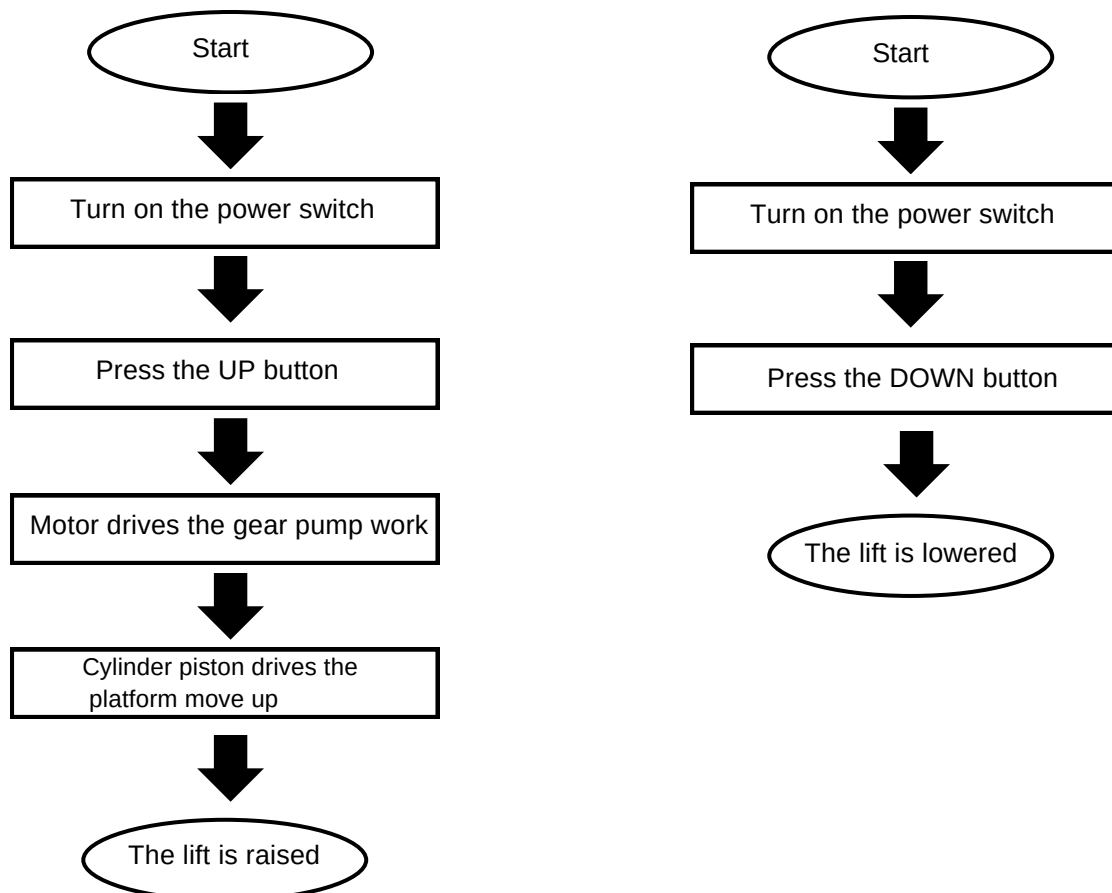 Start
Turn on the power switch
Press the UP button
Motor drives the gear pump work
Cylinder piston drives the
platform move up
The lift is raised
Start
Turn on the power switch
Press the DOWN button
The lift is lowered